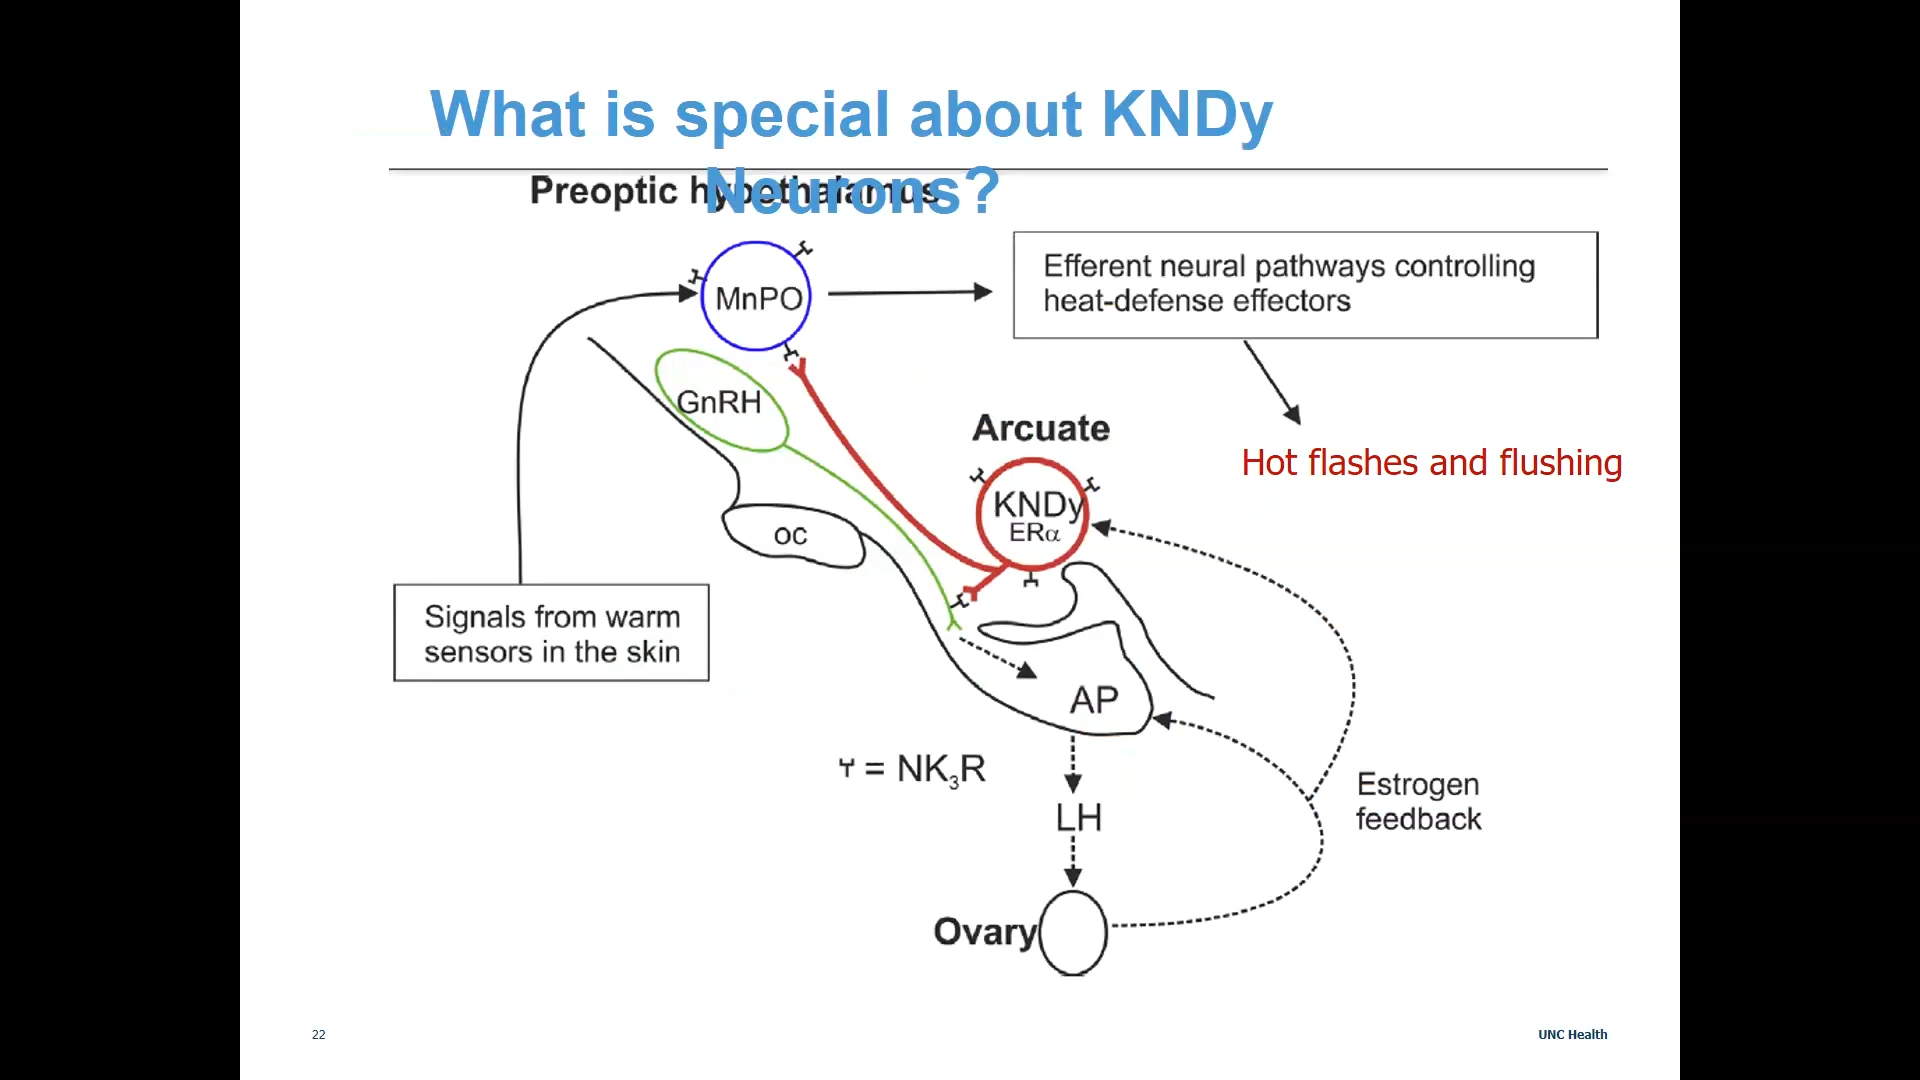 What is special about KNDy
Neurons?
Preoptic hypothalamus
MnPO
Efferent neural pathways controlling
heat-defense effectors
GnRH
Arcuate
Hot flashes and flushing
KNDy
ERα
OC
Signals from warm
sensors in the skin
AP
= NK₃R
LH
Estrogen
feedback
Ovary
22
UNC Health